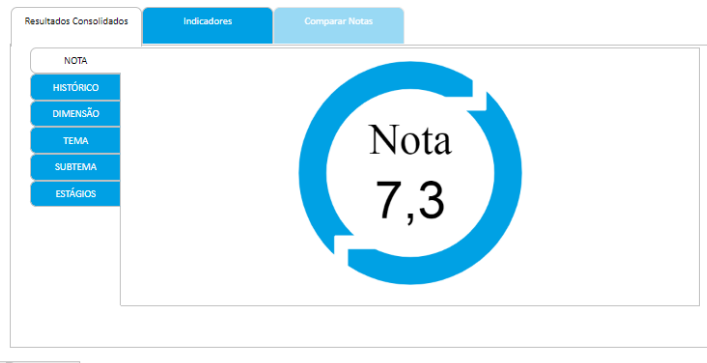 Resultados Consolidados
Indicadores
Comparar Notas
NOTA
HISTÓRICO
DIMENSÃO
TEMA
SUBTEMA
ESTÁGIOS
Nota
7,3